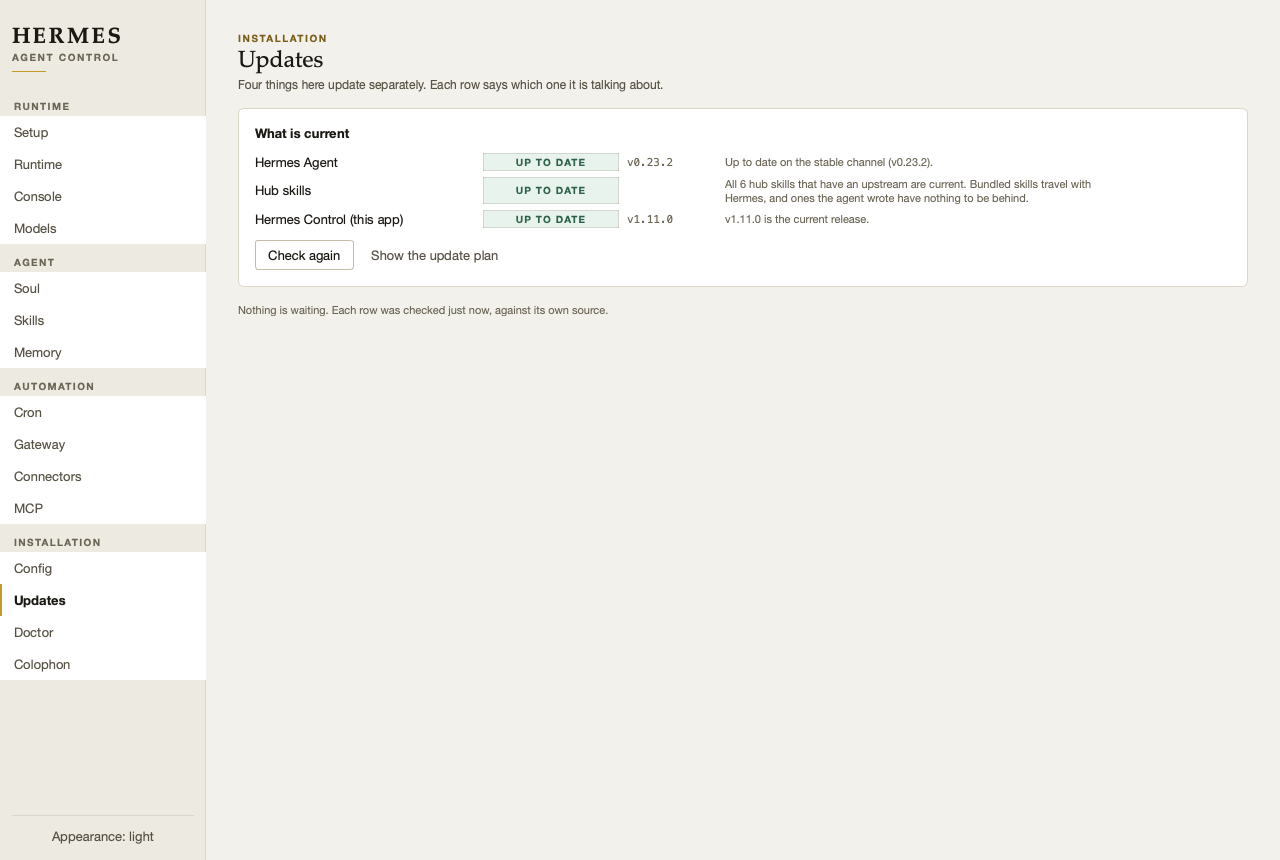 HERMES
AGENT CONTROL
RUNTIME
Setup
Runtime
Console
Models
AGENT
Soul
Skills
Memory
AUTOMATION
Cron
Gateway
Connectors
MCP
INSTALLATION
Config
Updates
Doctor
Colophon
Appearance: light
INSTALLATION
Updates
Four things here update separately. Each row says which one it is talking about.
What is current
Hermes Agent UP TO DATE v0.23.2 Up to date on the stable channel (v0.23.2).
Hub skills UP TO DATE All 6 hub skills that have an upstream are current. Bundled skills travel with
Hermes, and ones the agent wrote have nothing to be behind.
Hermes Control (this app) UP TO DATE v1.11.0 v1.11.0 is the current release.
Check again Show the update plan
Nothing is waiting. Each row was checked just now, against its own source.